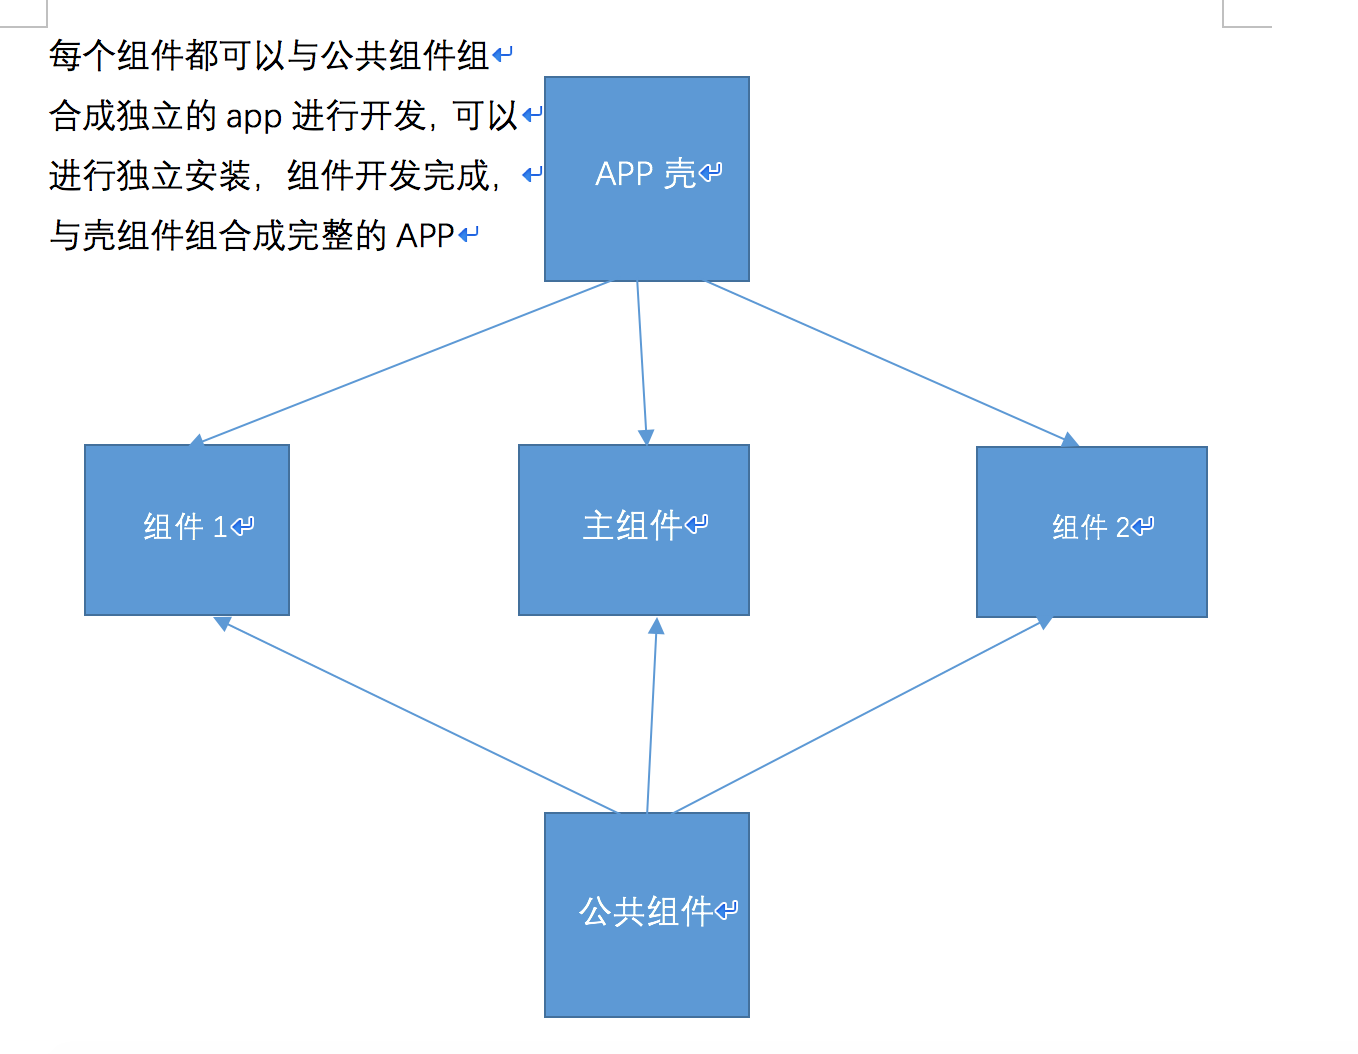 每个组件都可以与公共组件组
合成独立的 app 进行开发，可以
进行独立安装，组件开发完成，
与壳组件组合成完整的 APP
APP 壳
组件 1
主组件
组件 2
公共组件